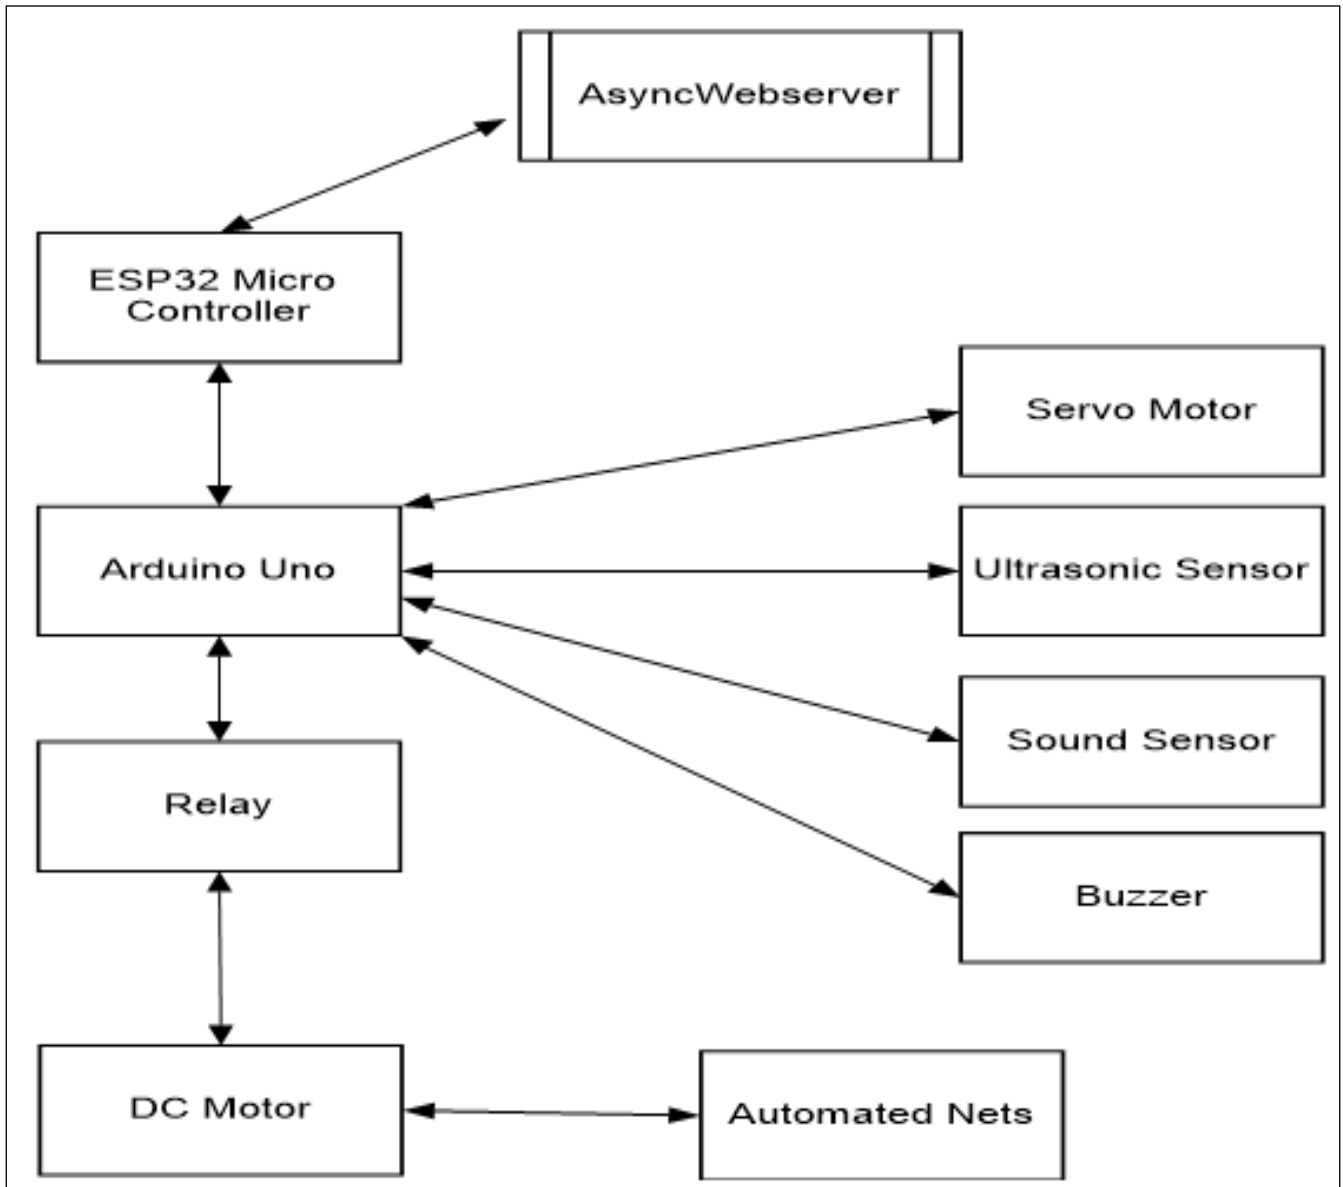 AsyncWebserver
ESP32 Micro
Controller
Servo Motor
Arduino Uno
Ultrasonic Sensor
Sound Sensor
Relay
Buzzer
DC Motor
Automated Nets